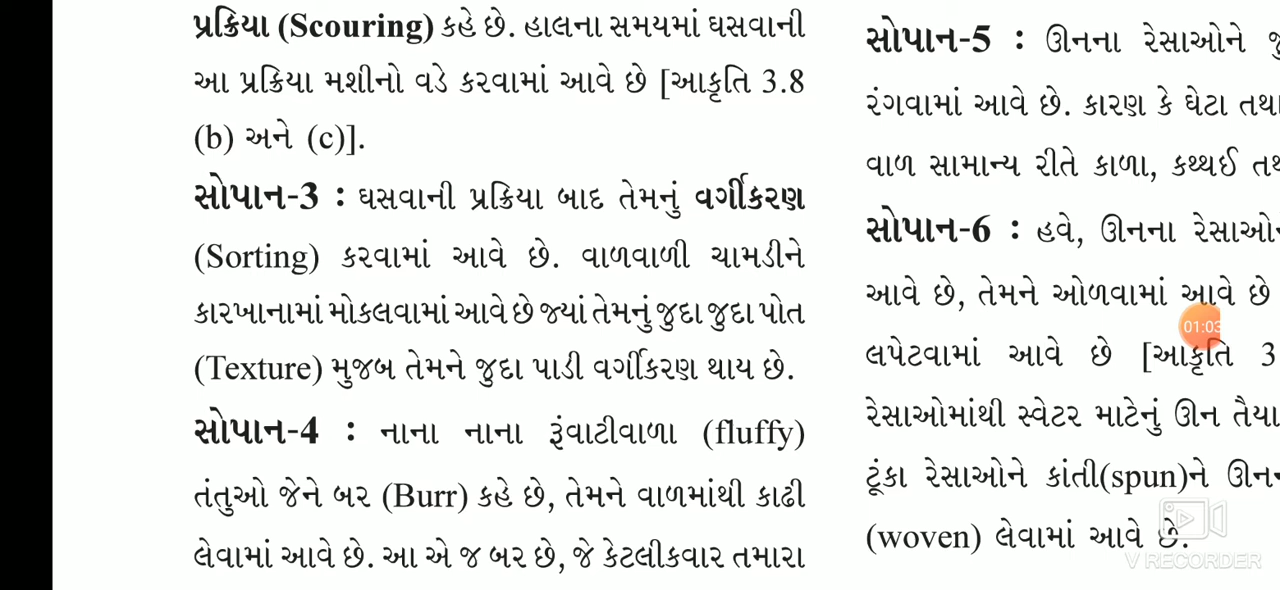 પ્રક્રિયા (Scouring) કહે છે. હાલના સમયમાં ઘસવાની
આ પ્રક્રિયા મશીનો વડે કરવામાં આવે છે [આકૃતિ 3.8
(b) અને (c)].
સોપાન-3 : ઘસવાની પ્રક્રિયા બાદ તેમનું વર્ગીકરણ
(Sorting) કરવામાં આવે છે. વાળવાળી ચામડીને
કારખાનામાં મોકલવામાં આવે છે જ્યાં તેમનું જુદા જુદા પોત
(Texture) મુજબ તેમને જુદા પાડી વર્ગીકરણ થાય છે.
સોપાન-4 : નાના નાના રૂંવાટીવાળા (fluffy)
તંતુઓ જેને બર (Burr) કહે છે, તેમને વાળમાંથી કાઢી
લેવામાં આવે છે. આ એ જ બર છે, જે કેટલીકવાર તમારા
સોપાન-5 : ઊનના રેસાઓને
રંગવામાં આવે છે. કારણ કે ઘેટા તથા
વાળ સામાન્ય રીતે કાળા, કથ્થઈ
સોપાન-6 : હવે, ઊનના
આવે છે, તેમને ઓળવામાં આવે છે
લપેટવામાં આવે છે [આકૃતિ 3
રેસાઓમાંથી સ્વેટર માટેનું ઊન
ટૂંકા રેસાઓને કાંતી(spun)ને
(woven) લેવામાં આવે છે.
01:03
V RECORDER